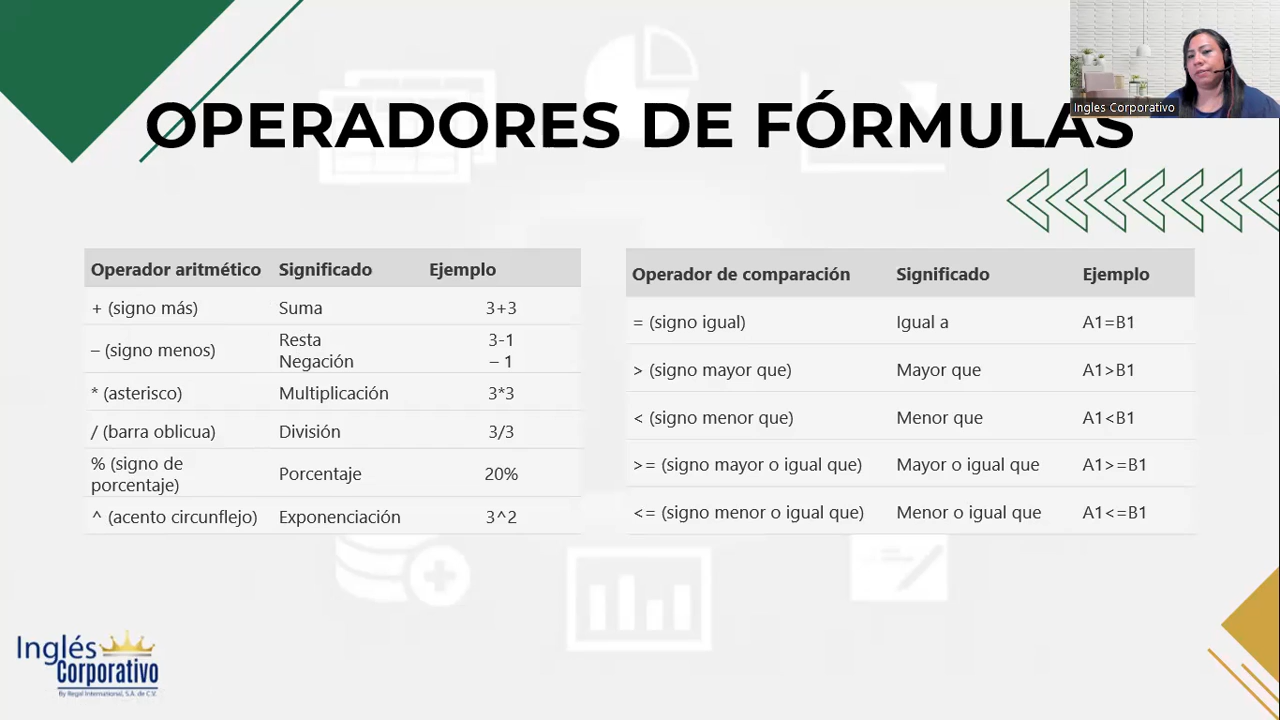 Ingles Corporativo
OPERADORES DE FÓRMULAS
Operador aritmético Significado Ejemplo
+ (signo más) Suma 3+3
– (signo menos) Resta 3-1
Negación – 1
* (asterisco) Multiplicación 3*3
/ (barra oblicua) División 3/3
% (signo de
porcentaje) Porcentaje 20%
^ (acento circunflejo) Exponenciación 3^2
Operador de comparación Significado Ejemplo
= (signo igual) Igual a A1=B1
> (signo mayor que) Mayor que A1>B1
< (signo menor que) Menor que A1<B1
>= (signo mayor o igual que) Mayor o igual que A1>=B1
<= (signo menor o igual que) Menor o igual que A1<=B1
Inglés
Corporativo
By Regal International, S.A. de C.V.